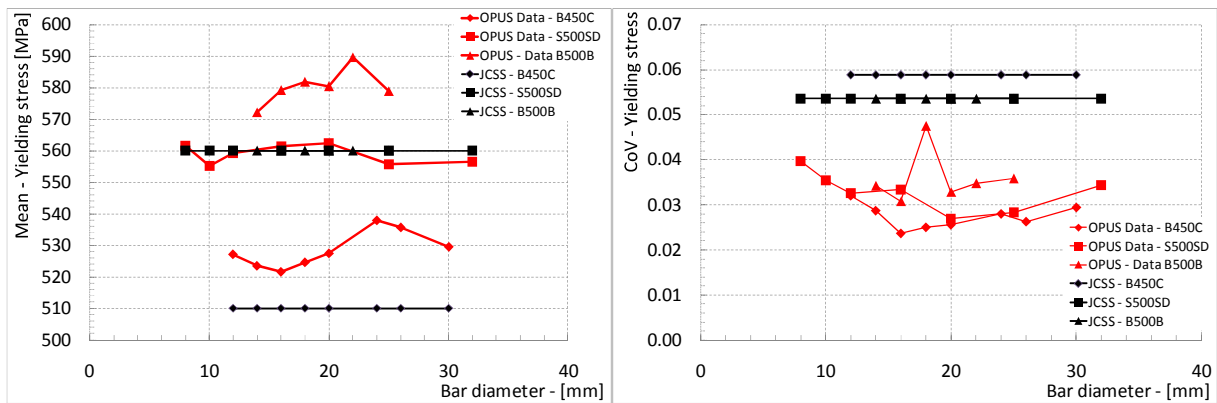 Mean - Yielding stress [MPa]
600
590
580
570
560
550
540
530
520
510
500
0
10
20
30
40
Bar diameter - [mm]
OPUS Data - B450C
OPUS Data - S500SD
OPUS - Data B500B
JCSS - B450C
JCSS - S500SD
JCSS - B500B
CoV - Yielding stress
0.07
0.06
0.05
0.04
0.03
0.02
0.01
0.00
0
10
20
30
40
Bar diameter - [mm]
OPUS Data - B450C
OPUS Data - S500SD
OPUS - Data B500B
JCSS - B450C
JCSS - S500SD
JCSS - B500B